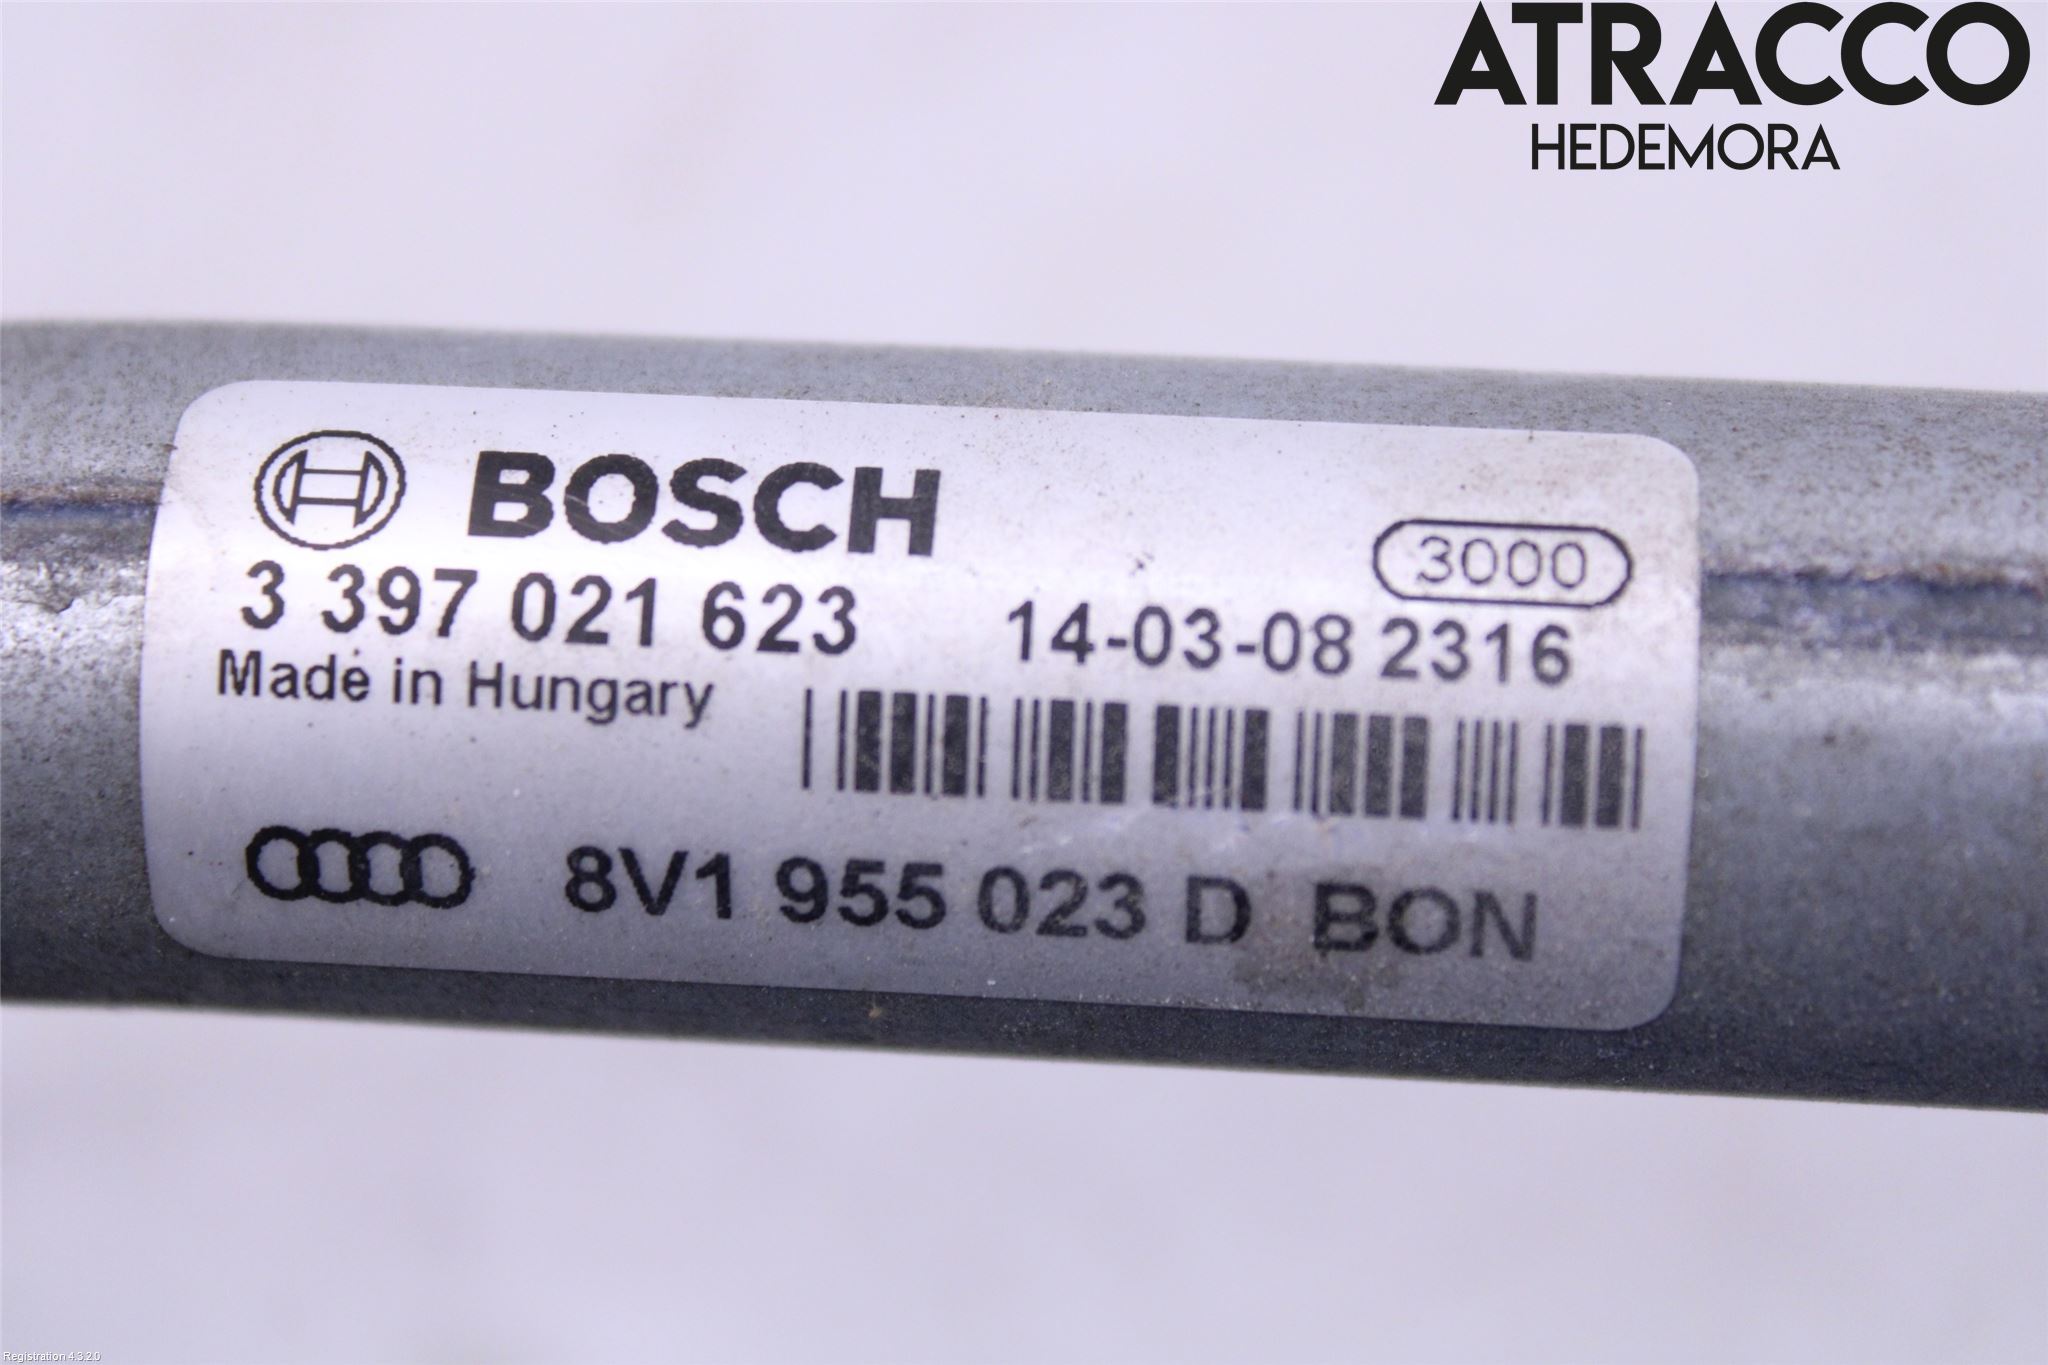 ATRACCO
HEDEMORA
BOSCH
3000
3 397 021 623 14-03-08 2316
Made in Hungary
8V1 955 023 D BON
Registration 4.3.2.0